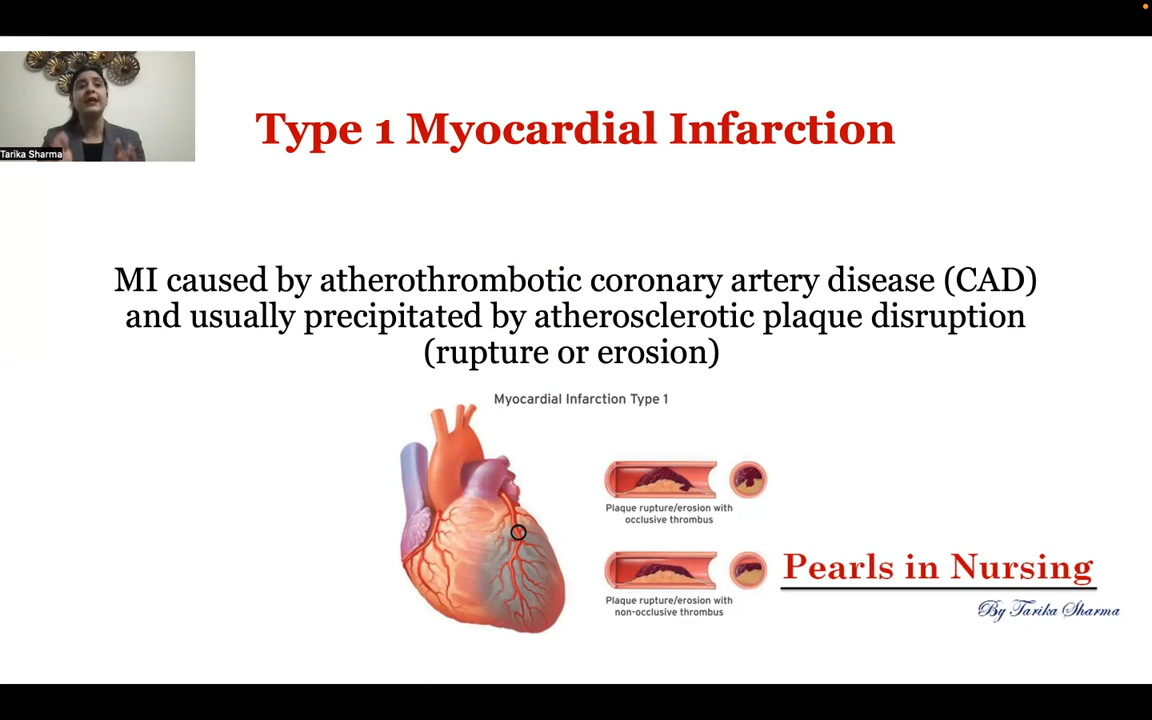 Tarika Sharma
Type 1 Myocardial Infarction
MI caused by atherothrombotic coronary artery disease (CAD)
and usually precipitated by atherosclerotic plaque disruption
(rupture or erosion)
Myocardial Infarction Type 1
Plaque rupture/erosion with
occlusive thrombus
Plaque rupture/erosion with
non-occlusive thrombus
Pearls in Nursing
By Tarika Sharma